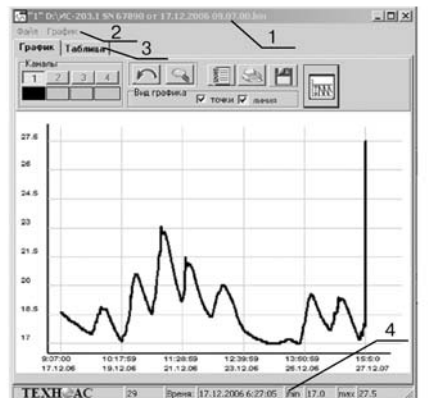 "1" D:\ИС-203.1 SN 67890 от 17.12.2006 09.07.00.bin
1
Файл График
2
График Таблица
3
Каналы
1 2 3 4
Вид графика
точки линия
27.5
26
24.5
23
21.5
20
18.5
17
9:07:00 10:17:59 11:28:59 12:39:59 13:50:59 15:5:0
17.12.06 19.12.06 21.12.06 23.12.06 26.12.06 27.12.07
4
ТЕХНО-АС 29 Время: 17.12.2006 6:27:05 min 17.0 max 27.5